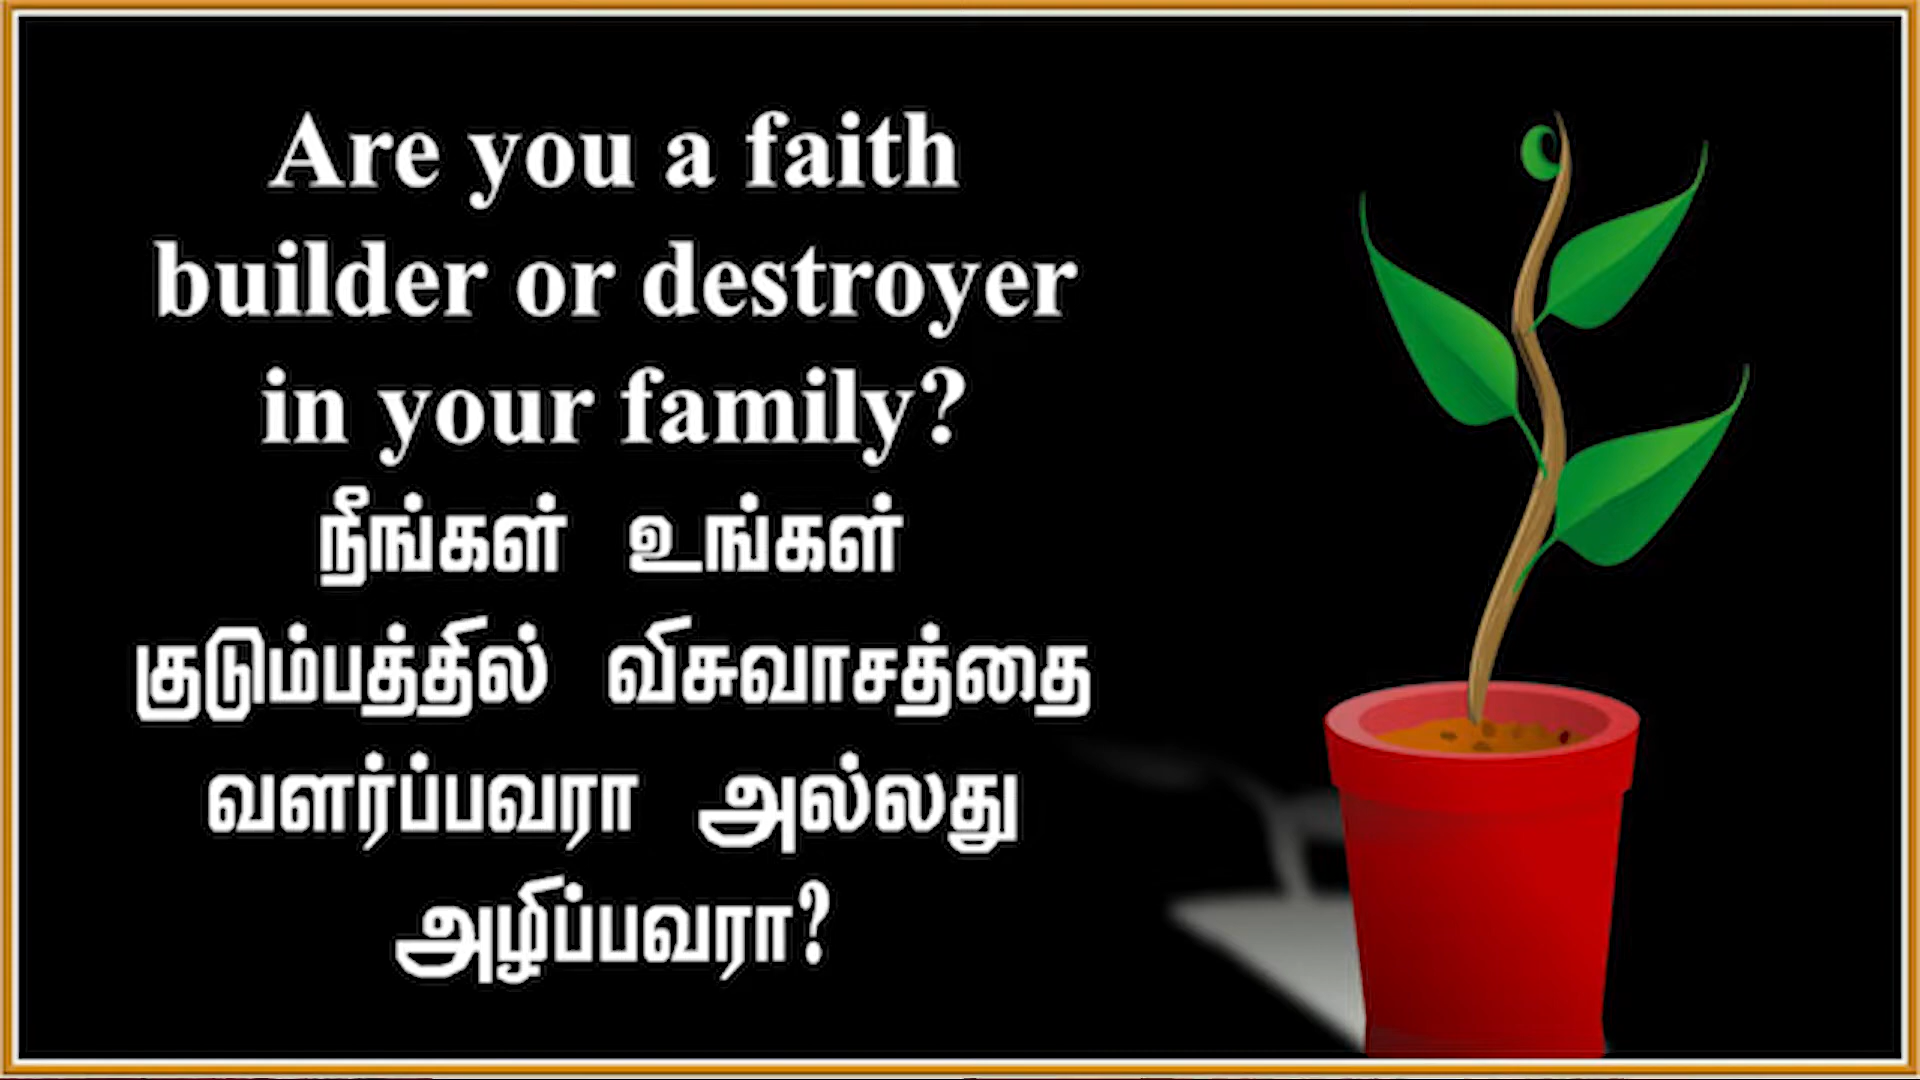 Are you a faith
builder or destroyer
in your family?
நீங்கள் உங்கள்
குடும்பத்தில் விசுவாசத்தை
வளர்ப்பவரா அல்லது
அழிப்பவரா?